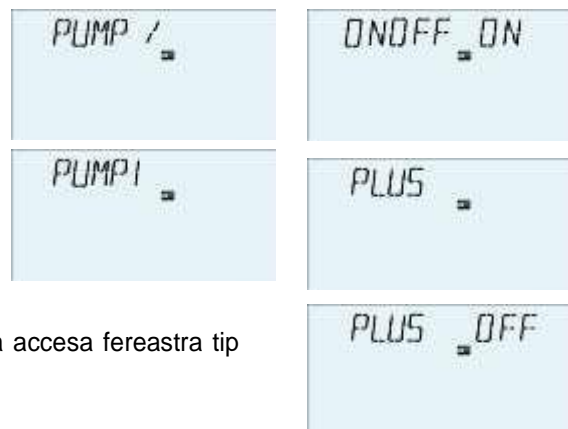 PUMP /
ONOFF ON
PUMP1
PLUS
accesa fereastra tip
PLUS OFF